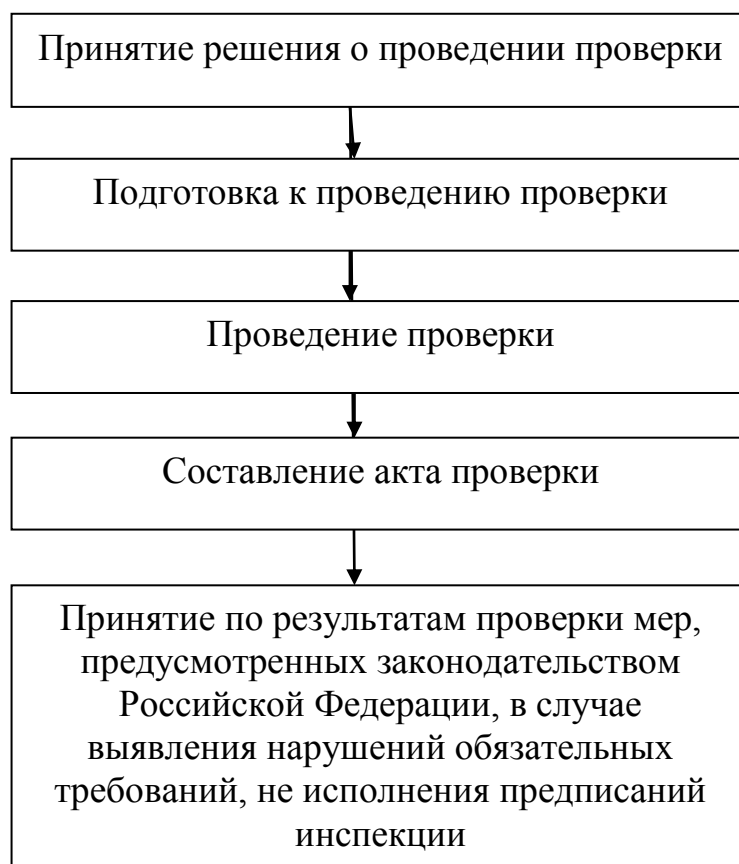 Принятие решения о проведении проверки
Подготовка к проведению проверки
Проведение проверки
Составление акта проверки
Принятие по результатам проверки мер,
предусмотренных законодательством
Российской Федерации, в случае
выявления нарушений обязательных
требований, не исполнения предписаний
инспекции